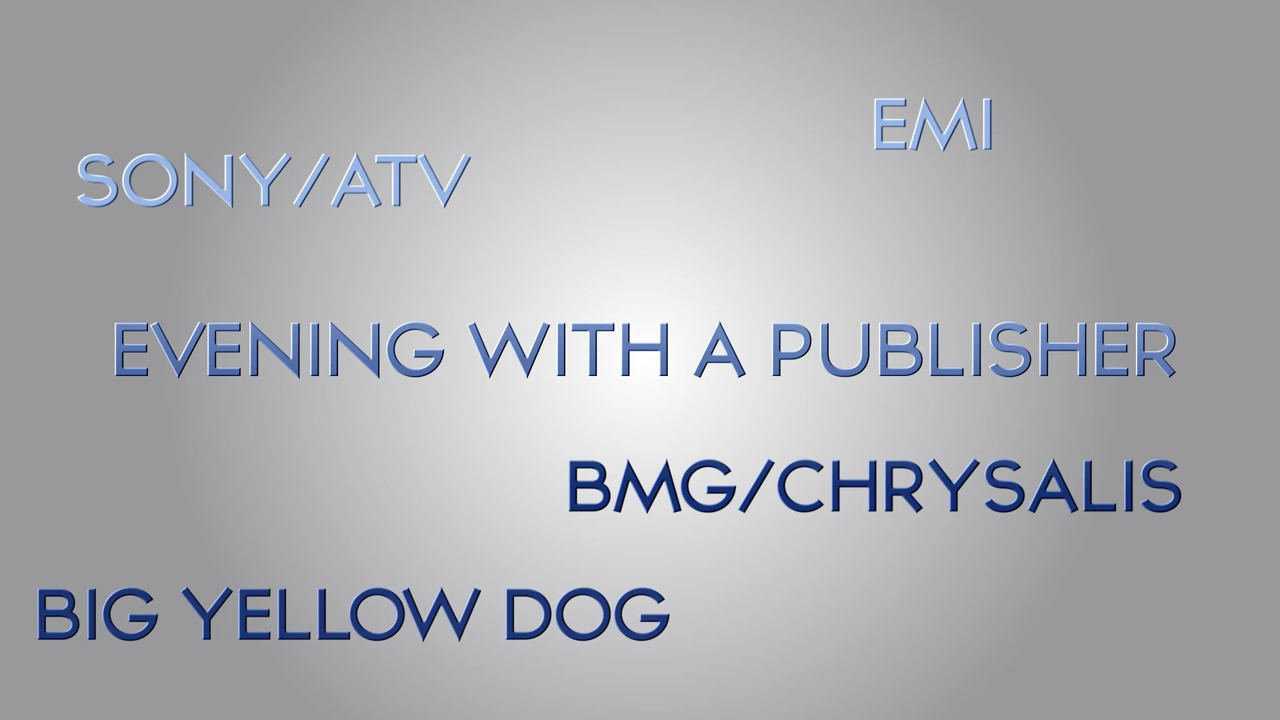 EMI
SONY/ATV
EVENING WITH A PUBLISHER
BMG/CHRYSALIS
BIG YELLOW DOG